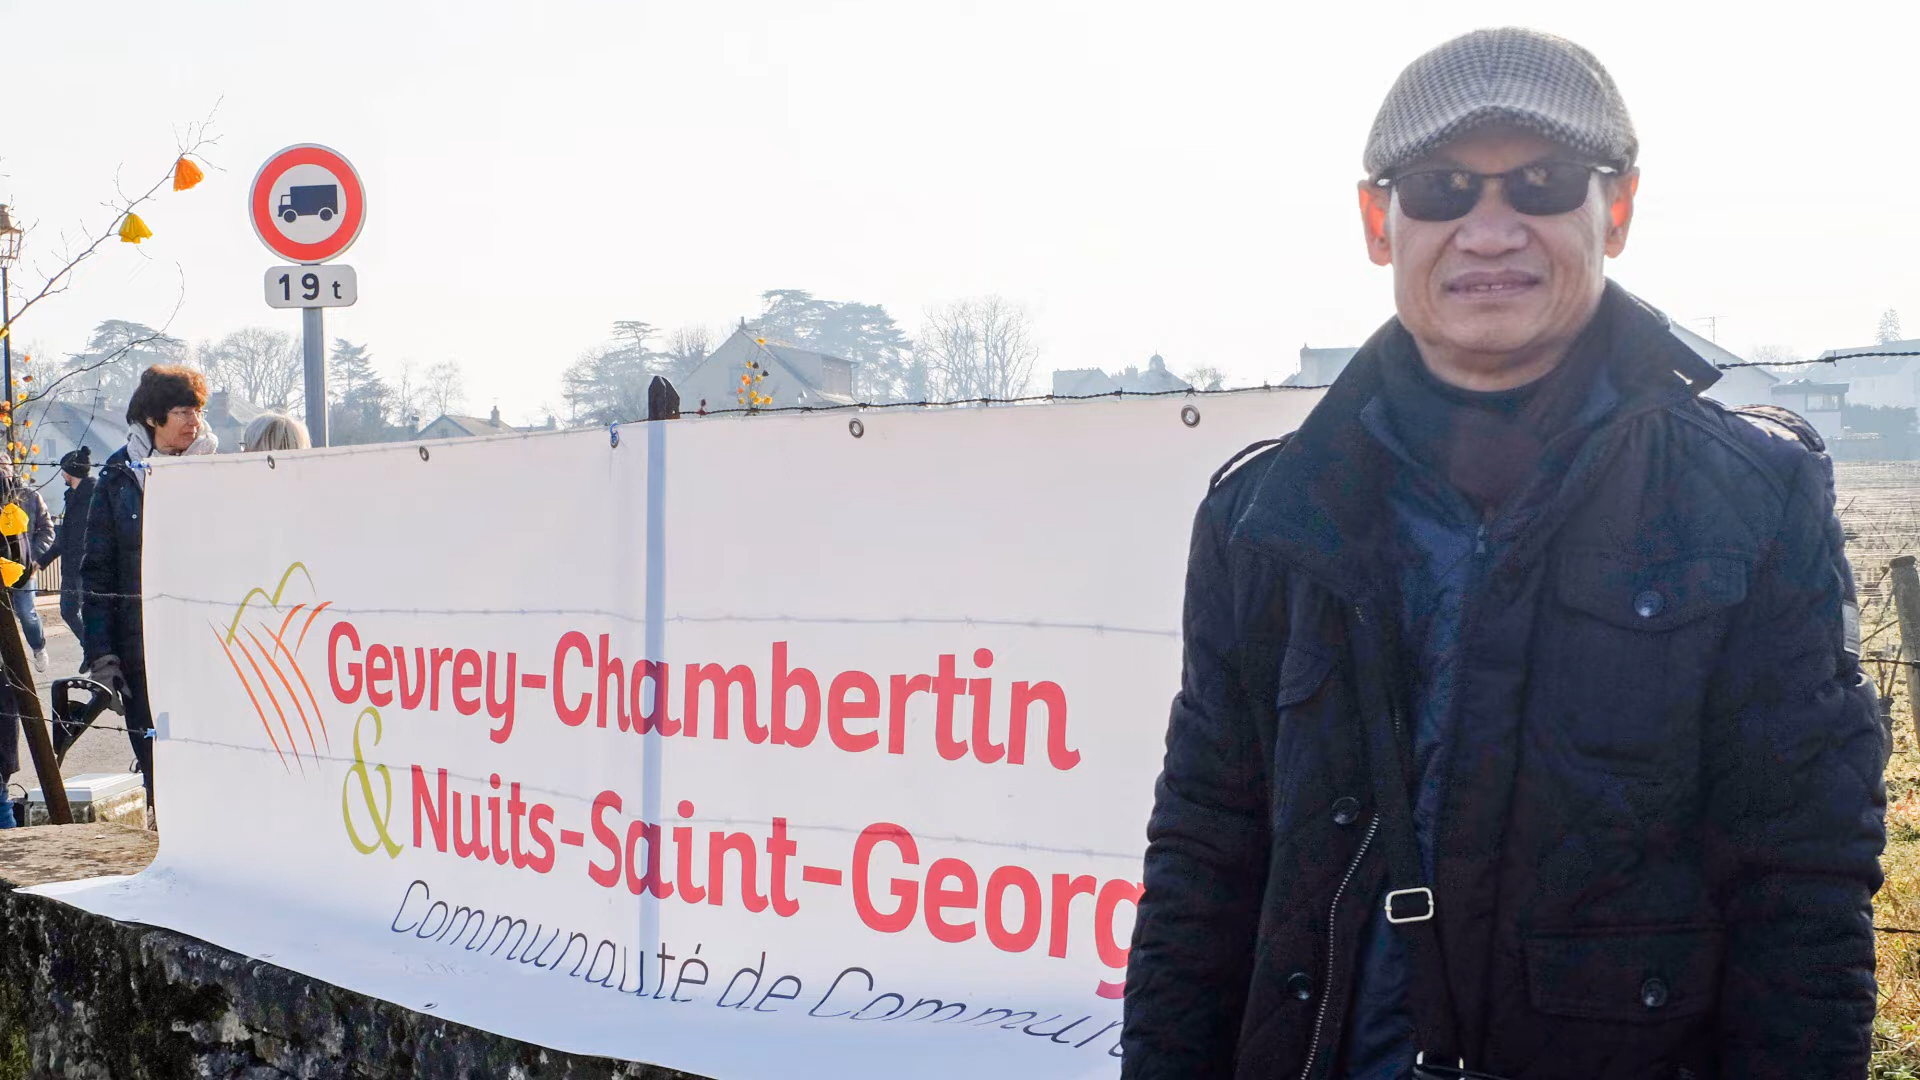 19 t
Gevrey-Chambertin
& Nuits-Saint-Georg
Communauté de Commun